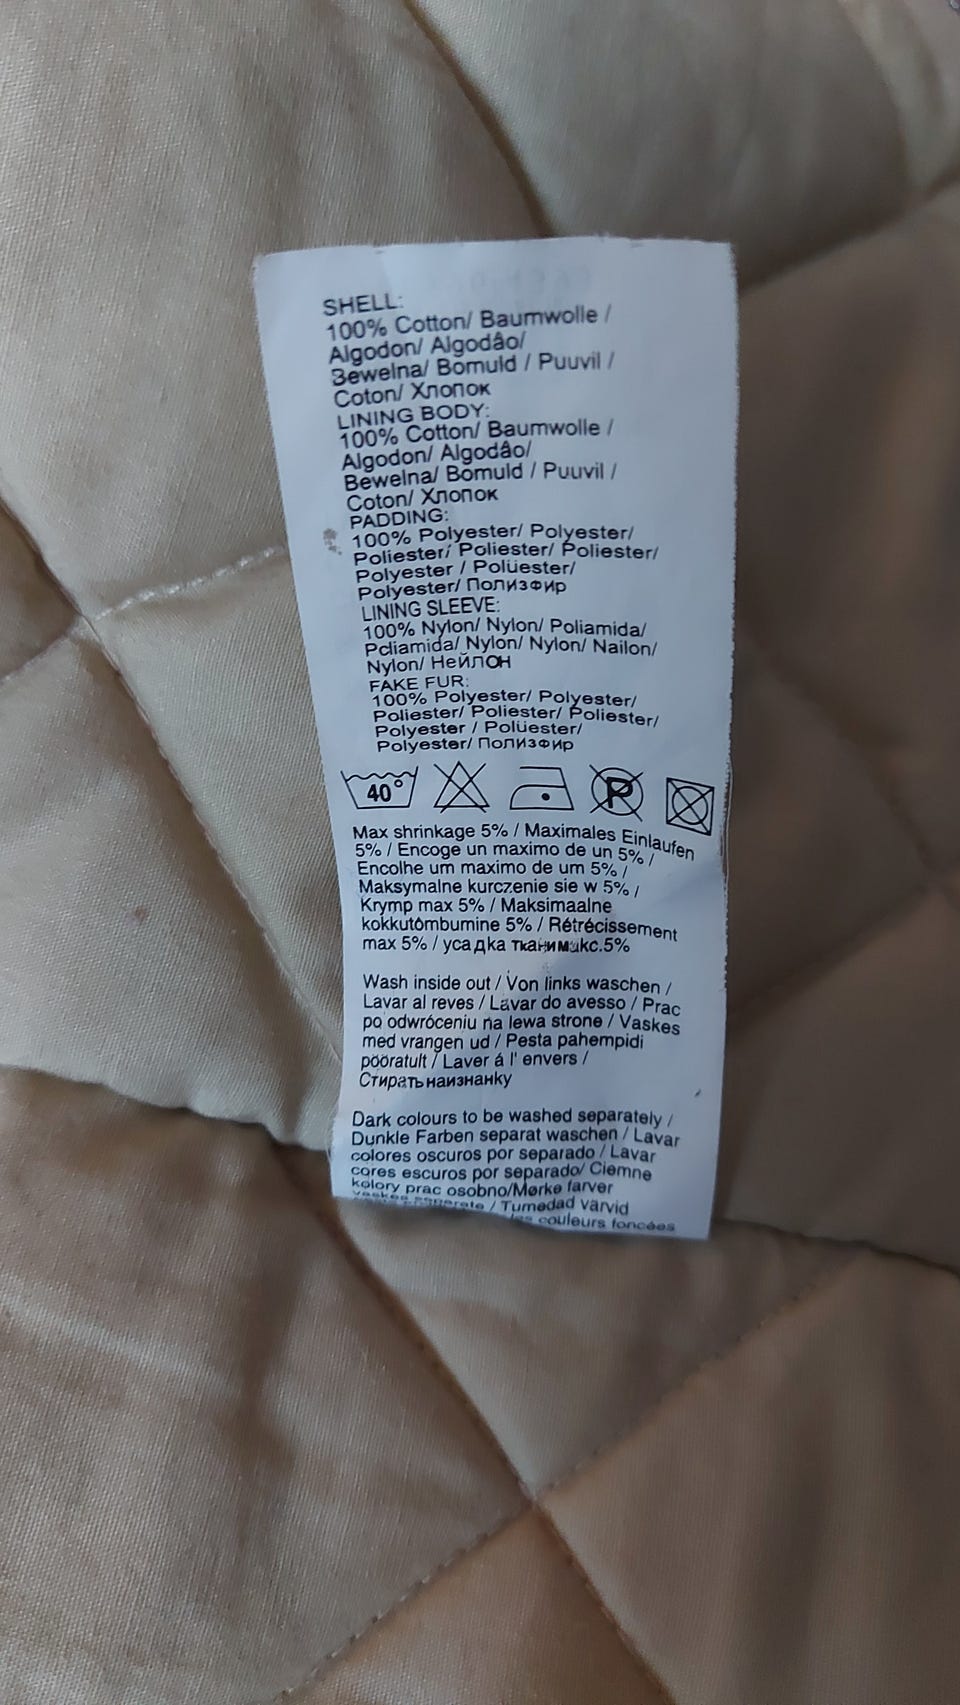 SHELL:
100% Cotton/ Baumwolle /
Algodon/ Algodâo/
Bewelna/ Bomuld / Puuvil /
Coton/ Хлопок
LINING BODY:
100% Cotton/ Baumwolle /
Algodon/ Algodâo/
Bewelna/ Bomuld / Puuvil /
Coton/ Хлопок
PADDING:
100% Polyester/ Polyester/
Poliester/ Poliester/ Poliester/
Polyester / Polüester/
Polyester/ Полизфир
LINING SLEEVE:
100% Nylon/ Nylon/ Poliamida/
Poliamida/ Nylon/ Nylon/ Nailon/
Nylon/ Нейлон
FAKE FUR:
100% Polyester/ Polyester/
Poliester/ Poliester/ Poliester/
Polyester / Polüester/
Polyester/ Полизфир
40° P
Max shrinkage 5% / Maximales Einlaufen
5% / Encoge un maximo de un 5% /
Encolhe um maximo de um 5% /
Maksymalne kurczenie sie w 5% /
Krymp max 5% / Maksimaalne
kokkutõmbumine 5% / Rétrécissement
max 5% / усадка ткани макс.5%
Wash inside out / Von links waschen /
Lavar al reves / Lavar do avesso / Prac
po odwróceniu na lewa strone / Vaskes
med vrangen ud / Pesta pahempidi
pööratult / Laver á l' envers /
Стирать наизнанку
Dark colours to be washed separately /
Dunkle Farben separat waschen / Lavar
colores oscuros por separado / Lavar
cores escuros por separado/ Ciemne
kolory prac osobno/Mørke farver
vaskes seperate / Tumedad värvid
les couleurs foncées